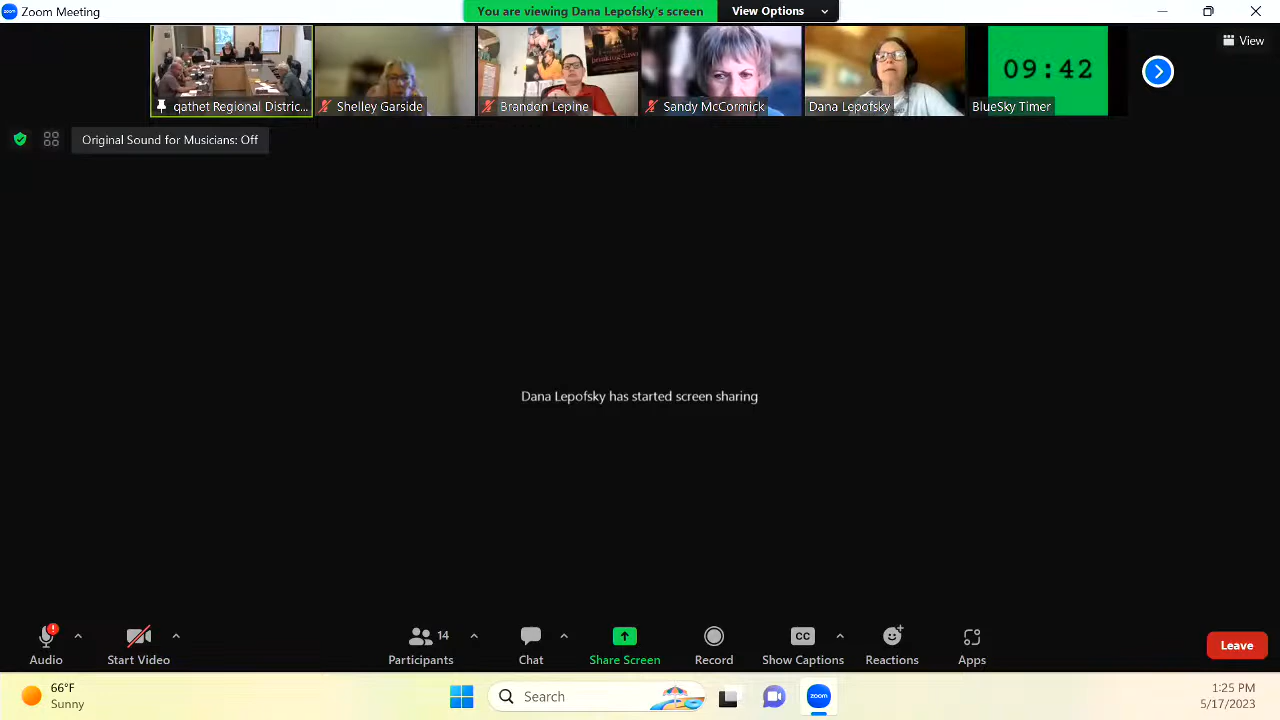 Zoom Meeting
You are viewing Dana Lepofsky's screen
View Options
View
qathet Regional Distric...
Shelley Garside
Brandon Lepine
Sandy McCormick
Dana Lepofsky
09:42
BlueSky Timer
Original Sound for Musicians: Off
Dana Lepofsky has started screen sharing
Audio
Start Video
14
Participants
Chat
Share Screen
Record
CC
Show Captions
Reactions
Apps
Leave
66°F
Sunny
Search
zoom
1:25 PM
5/17/2023